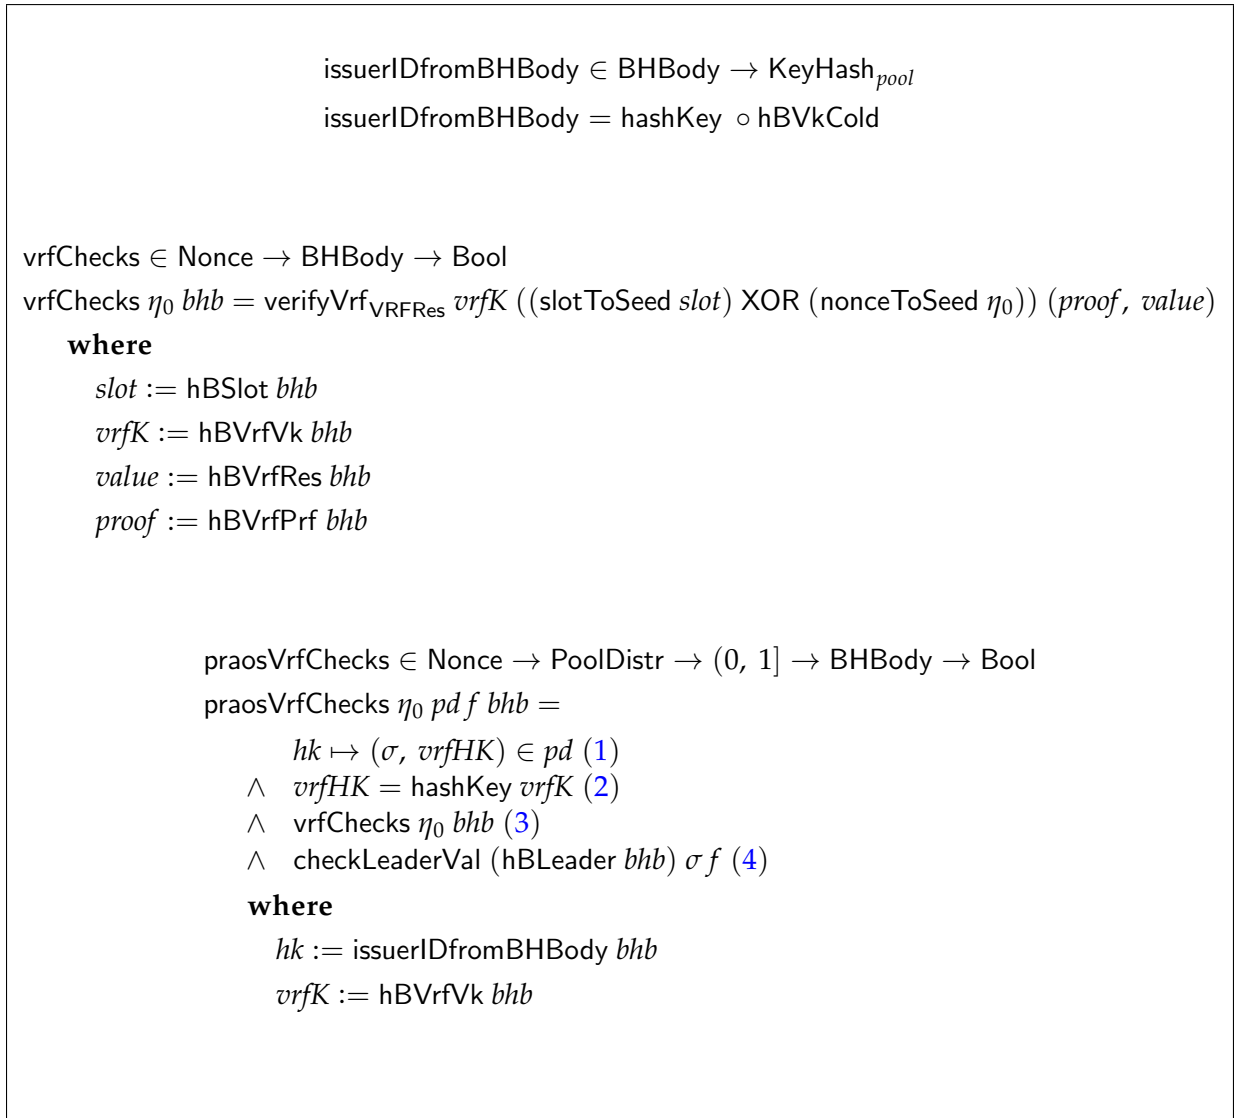 issuerIDfromBHBody ∈ BHBody → KeyHash_pool
issuerIDfromBHBody = hashKey ∘ hBVkCold
vrfChecks ∈ Nonce → BHBody → Bool
vrfChecks η₀ bhb = verifyVrf_VRFRes vrfK ((slotToSeed slot) XOR (nonceToSeed η₀)) (proof, value)
where
slot := hBSlot bhb
vrfK := hBVrfVk bhb
value := hBVrfRes bhb
proof := hBVrfPrf bhb
praosVrfChecks ∈ Nonce → PoolDistr → (0, 1] → BHBody → Bool
praosVrfChecks η₀ pd f bhb =
hk ↦ (σ, vrfHK) ∈ pd (1)
∧ vrfHK = hashKey vrfK (2)
∧ vrfChecks η₀ bhb (3)
∧ checkLeaderVal (hBLeader bhb) σ f (4)
where
hk := issuerIDfromBHBody bhb
vrfK := hBVrfVk bhb